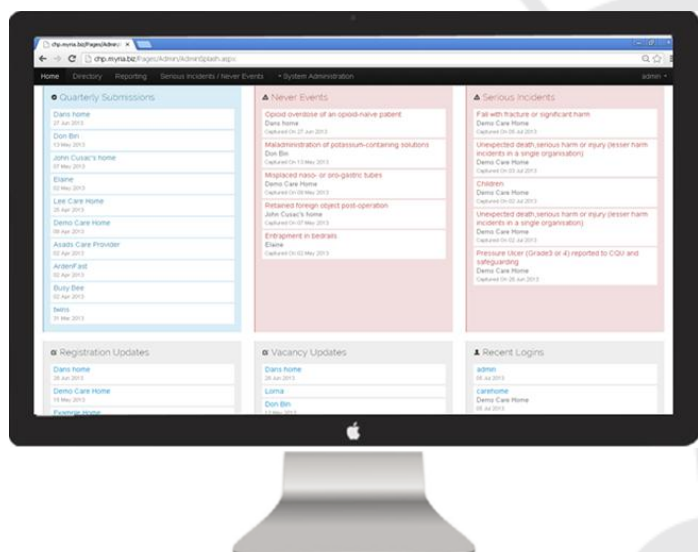 chp.myria.biz/Pages/Admin/
chp.myria.biz/Pages/Admin/AdminSplash.aspx
Home Directory Reporting Serious Incidents / Never Events System Administration admin
Quarterly Submissions
Dans home
27 Jun 2013
Don Bin
13 May 2013
John Cusac's home
07 May 2013
Elaine
02 May 2013
Lee Care Home
25 Apr 2013
Demo Care Home
Asads Care Provider
02 Apr 2013
ArdenFast
02 Apr 2013
Busy Bee
02 Apr 2013
twins
31 Mar 2013
Never Events
Opioid overdose of an opioid-naive patient
Dans home
Captured On 27 Jun 2013
Maladministration of potassium-containing solutions
Don Bin
Captured On 13 May 2013
Misplaced naso- or oro-gastric tubes
Demo Care Home
Captured On 09 May 2013
Retained foreign object post-operation
John Cusac's home
Captured On 07 May 2013
Entrapment in bedrails
Elaine
Captured On 02 May 2013
Serious Incidents
Fall with fracture or significant harm
Demo Care Home
Captured On 05 Jul 2013
Unexpected death,serious harm or injury (lesser harm
incidents in a single organisation)
Demo Care Home
Captured On 03 Jul 2013
Children
Demo Care Home
Captured On 02 Jul 2013
Unexpected death,serious harm or injury (lesser harm
incidents in a single organisation)
Demo Care Home
Captured On 02 Jul 2013
Pressure Ulcer (Grade3 or 4) reported to CQU and
safeguarding
Demo Care Home
Captured On 28 Jun 2013
Registration Updates
Dans home
28 Jun 2013
Demo Care Home
15 May 2013
Example Home
Vacancy Updates
Dans home
28 Jun 2013
Lorna
Don Bin
13 May 2013
Recent Logins
admin
05 Jul 2013
carehome
Demo Care Home
05 Jul 2013